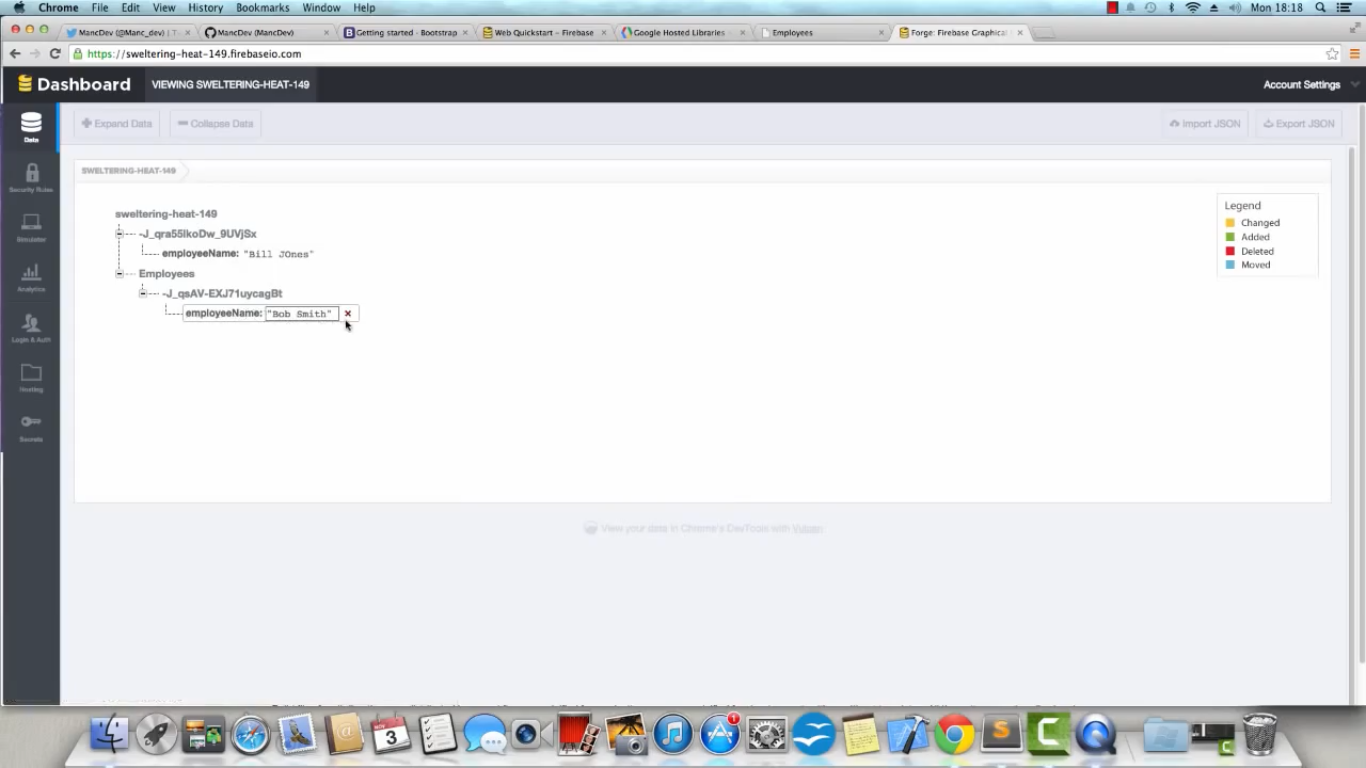 Chrome File Edit View History Bookmarks Window Help Mon 18:18
MancDev (@Manc_dev) | T MancDev (MancDev) Getting started · Bootstrap Web Quickstart – Firebase Google Hosted Libraries Employees Forge: Firebase Graphical
https://sweltering-heat-149.firebaseio.com
Dashboard VIEWING SWELTERING-HEAT-149 Account Settings
Data
Expand Data Collapse Data Import JSON Export JSON
SWELTERING-HEAT-149
Security Rules
sweltering-heat-149
Legend
Changed
Added
Deleted
Moved
Simulator
-J_qra55lkoDw_9UVjSx
employeeName: "Bill JOnes"
Employees
Analytics
-J_qsAV-EXJ71uycagBt
employeeName: "Bob Smith"
Login & Auth
Hosting
Secrets
View your data in Chrome's DevTools with Vulcan
NOV
3
1